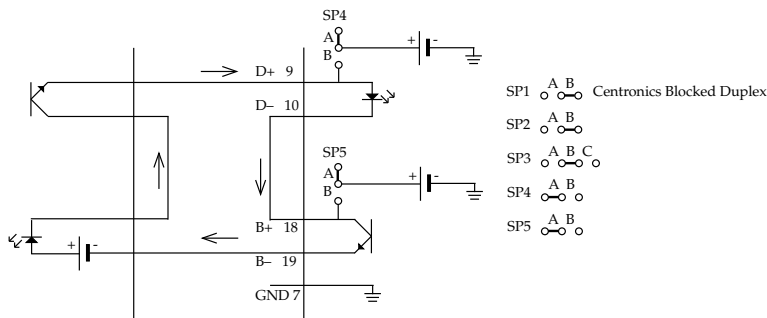 SP4
A
B
+ -
D+ 9
D– 10
SP5
A
B
+ -
B+ 18
B– 19
+ -
GND 7
SP1 A B Centronics Blocked Duplex
SP2 A B
SP3 A B C
SP4 A B
SP5 A B